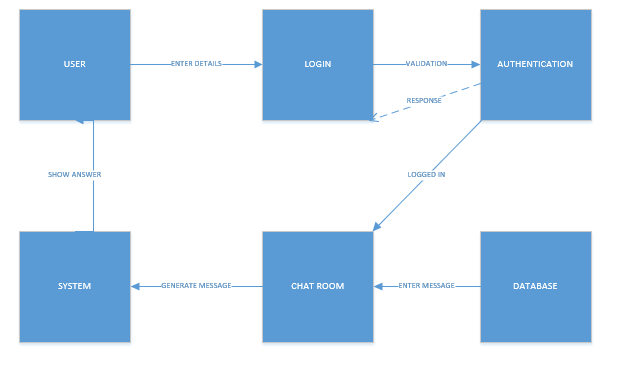 USER
ENTER DETAILS
LOGIN
VALIDATION
AUTHENTICATION
RESPONSE
SHOW ANSWER
LOGGED IN
SYSTEM
GENERATE MESSAGE
CHAT ROOM
ENTER MESSAGE
DATABASE